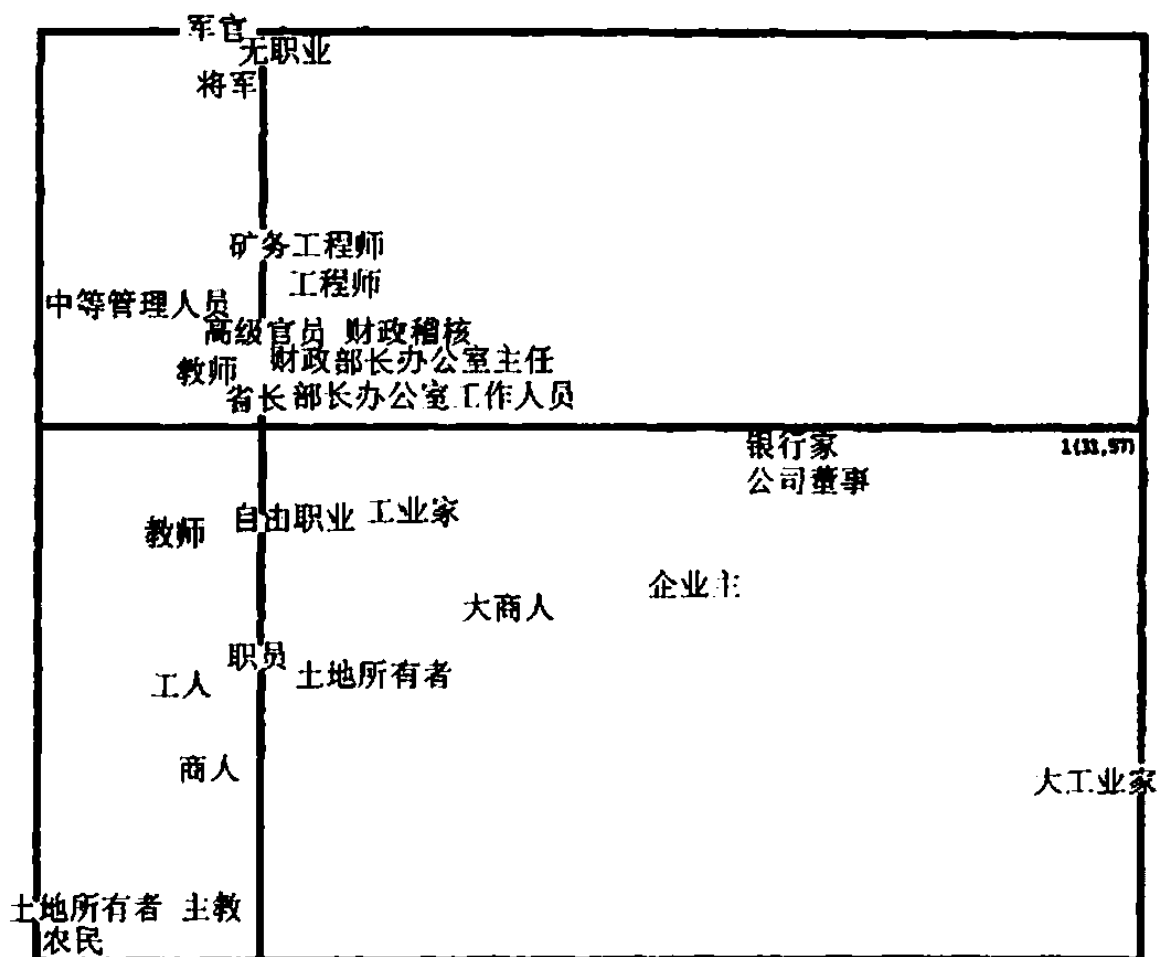 军官
无职业
将军
矿务工程师
工程师
中等管理人员
高级官员 财政稽核
教师 财政部长办公室主任
省长部长办公室工作人员
银行家 1(33,97)
公司董事
教师 自由职业 工业家
企业主
大商人
职员
工人 土地所有者
商人
大工业家
土地所有者 主教
农民